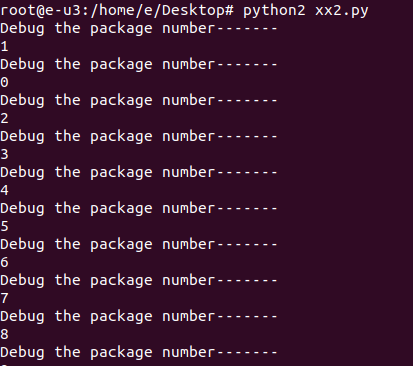 root@e-u3:/home/e/Desktop# python2 xx2.py
Debug the package number-------
1
Debug the package number-------
0
Debug the package number-------
2
Debug the package number-------
3
Debug the package number-------
4
Debug the package number-------
5
Debug the package number-------
6
Debug the package number-------
7
Debug the package number-------
8
Debug the package number-------